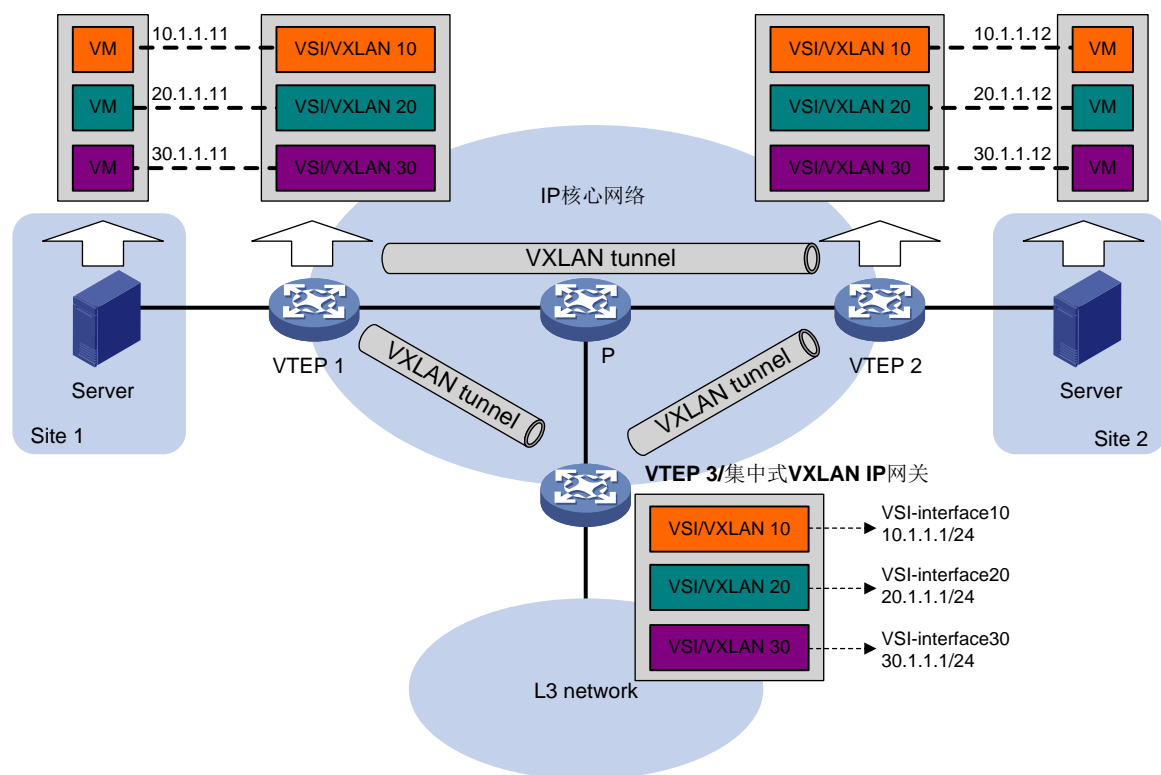 VM
10.1.1.11
VSI/VXLAN 10
VM
20.1.1.11
VSI/VXLAN 20
VM
30.1.1.11
VSI/VXLAN 30
VSI/VXLAN 10
10.1.1.12
VM
VSI/VXLAN 20
20.1.1.12
VM
VSI/VXLAN 30
30.1.1.12
VM
IP核心网络
VXLAN tunnel
Server
Site 1
VTEP 1
P
VTEP 2
Server
Site 2
VXLAN tunnel
VXLAN tunnel
VTEP 3/集中式VXLAN IP网关
VSI/VXLAN 10
VSI-interface10
10.1.1.1/24
VSI/VXLAN 20
VSI-interface20
20.1.1.1/24
VSI/VXLAN 30
VSI-interface30
30.1.1.1/24
L3 network